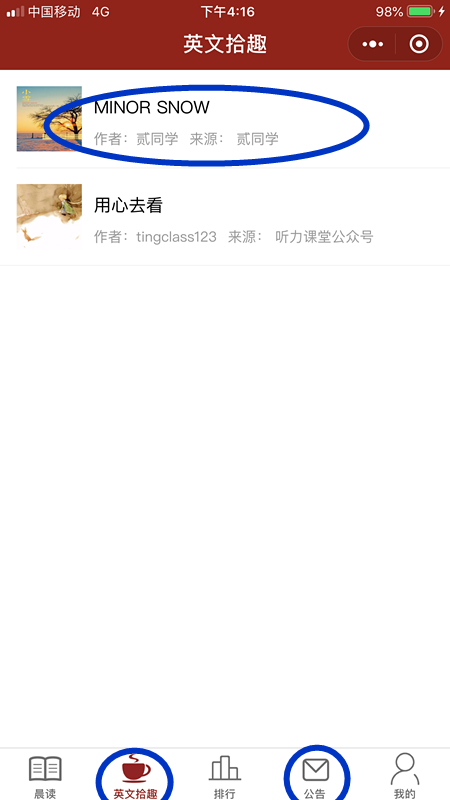 中国移动 4G 下午4:16 98%
英文拾趣
MINOR SNOW
作者：贰同学 来源： 贰同学
用心去看
作者：tingclass123 来源： 听力课堂公众号
晨读 英文拾趣 排行 公告 我的